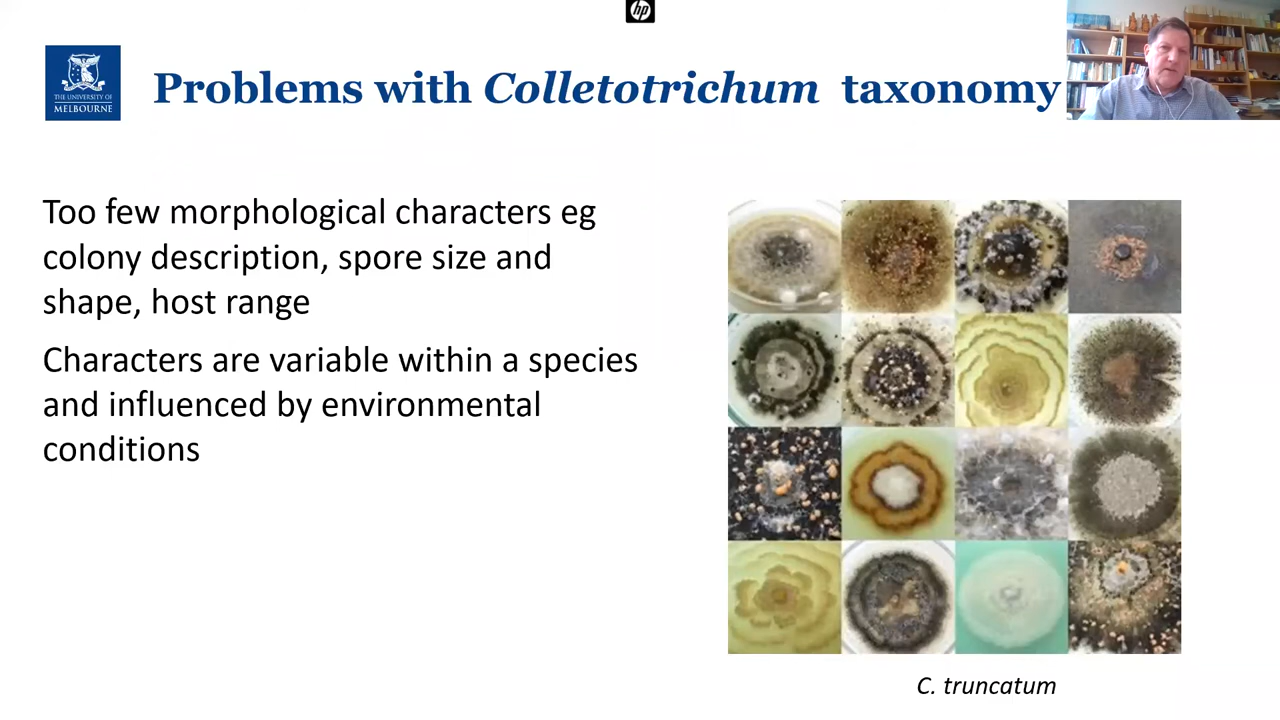 hp
THE UNIVERSITY OF
MELBOURNE
Problems with Colletotrichum taxonomy
Too few morphological characters eg
colony description, spore size and
shape, host range
Characters are variable within a species
and influenced by environmental
conditions
C. truncatum